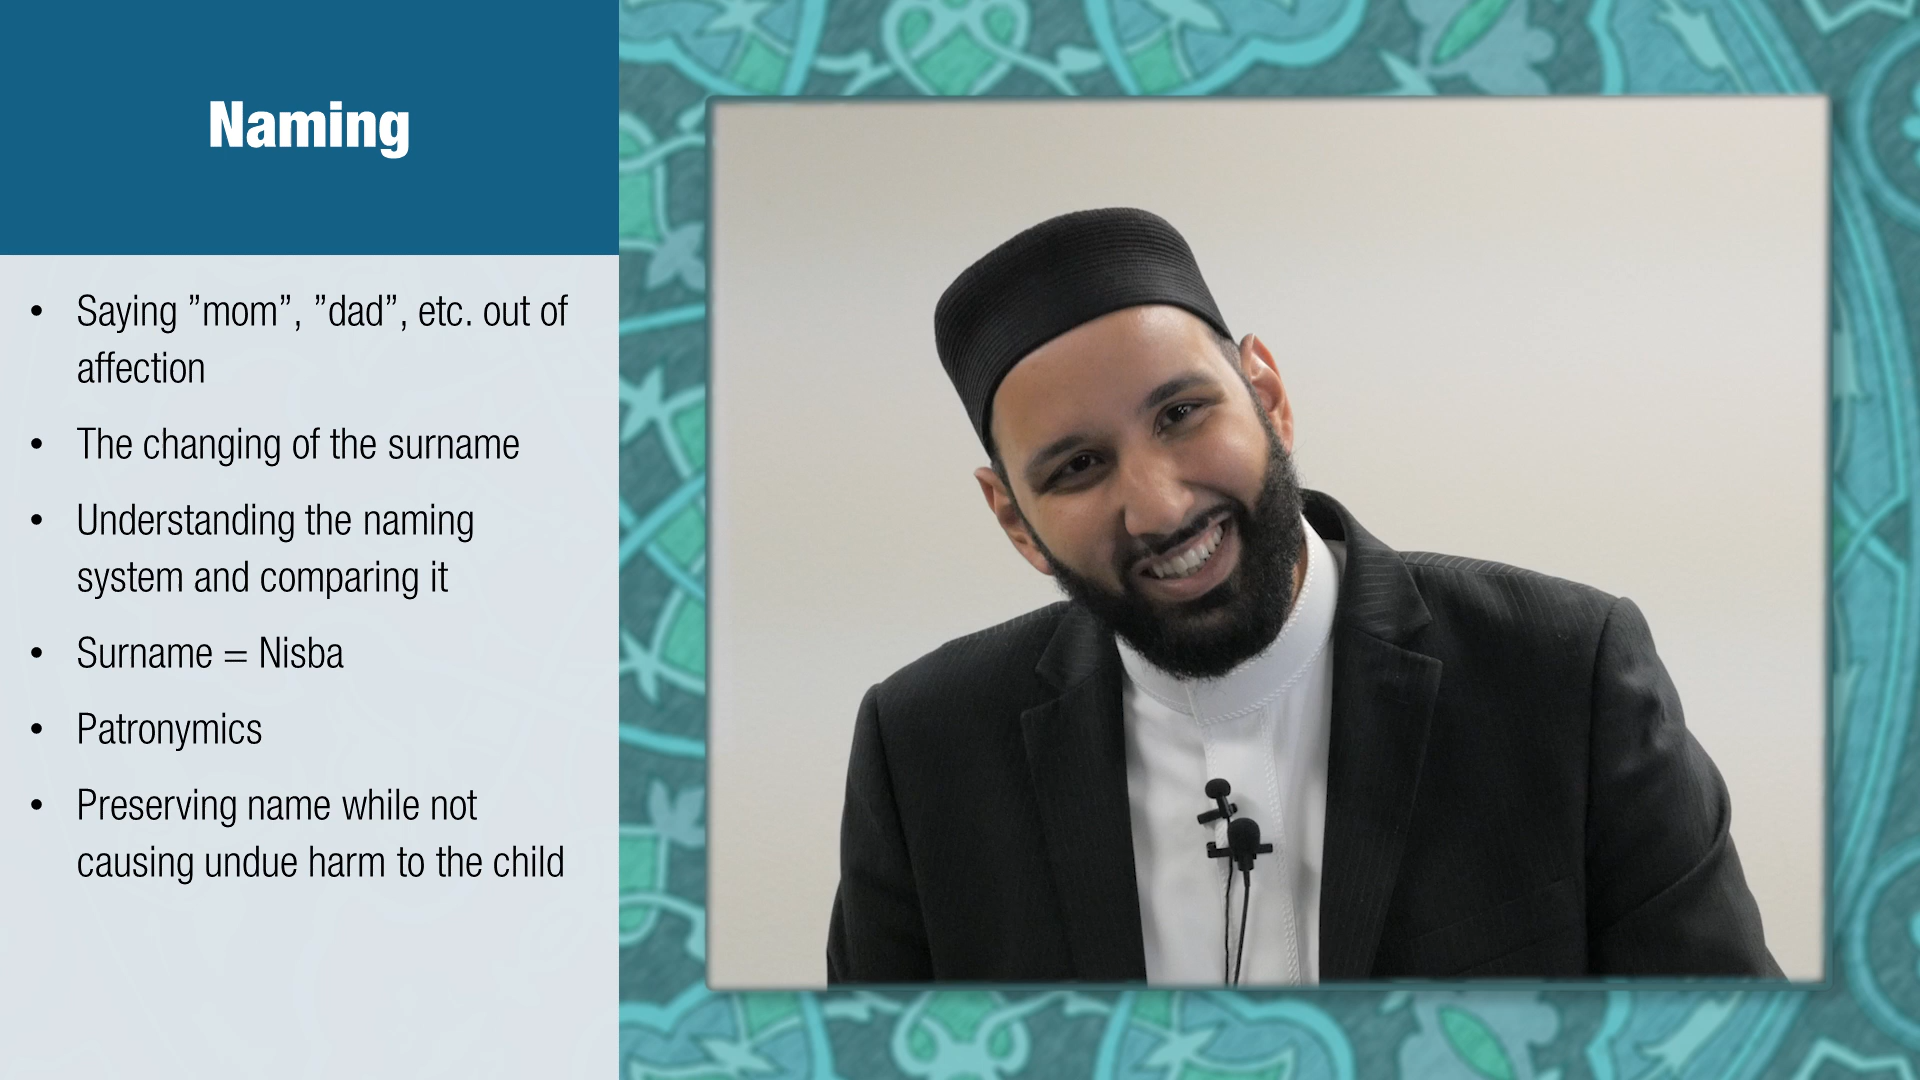 Naming
• Saying ”mom”, ”dad”, etc. out of
affection
• The changing of the surname
• Understanding the naming
system and comparing it
• Surname = Nisba
• Patronymics
• Preserving name while not
causing undue harm to the child